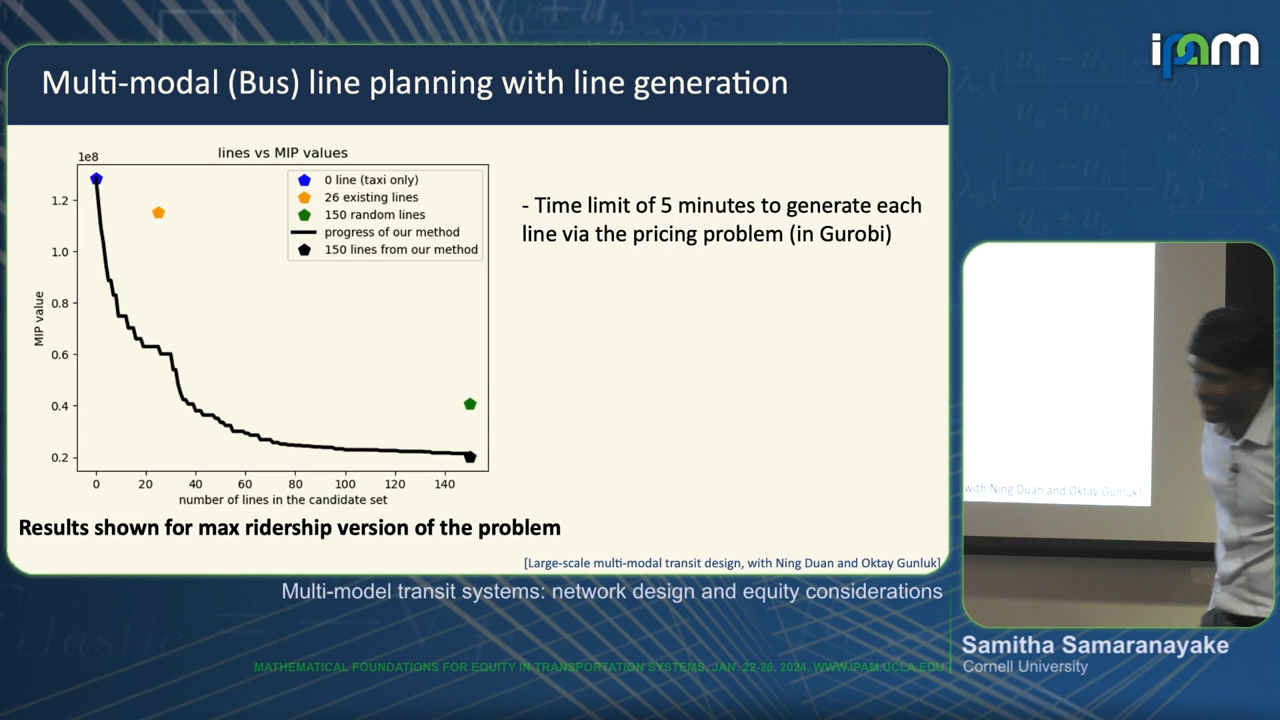 ipam
Multi-modal (Bus) line planning with line generation
lines vs MIP values
1e8
1.2
1.0
0.8
0.6
0.4
0.2
MIP value
0 line (taxi only)
26 existing lines
150 random lines
progress of our method
150 lines from our method
0 20 40 60 80 100 120 140
number of lines in the candidate set
- Time limit of 5 minutes to generate each
line via the pricing problem (in Gurobi)
Results shown for max ridership version of the problem
[Large-scale multi-modal transit design, with Ning Duan and Oktay Gunluk]
with Ning Duan and Oktay Gunluk]
Multi-model transit systems: network design and equity considerations
Samitha Samaranayake
Cornell University
MATHEMATICAL FOUNDATIONS FOR EQUITY IN TRANSPORTATION SYSTEMS, JAN. 22-26, 2024, WWW.IPAM.UCLA.EDU
elastic